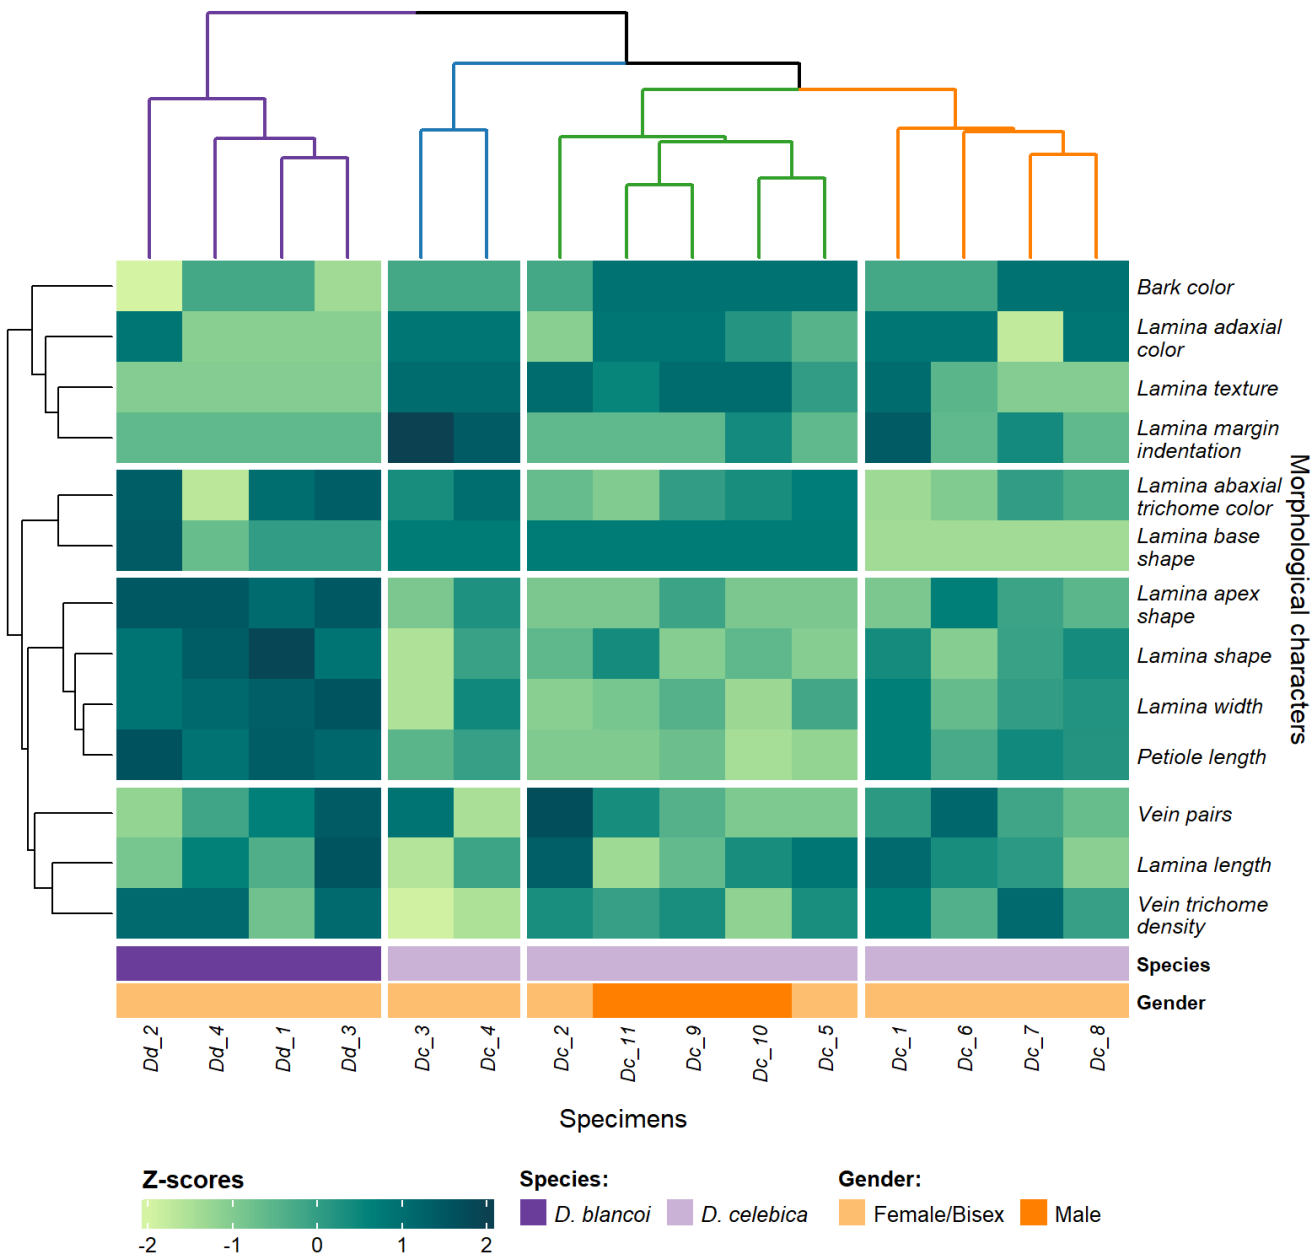 Bark color
Lamina adaxial
color
Lamina texture
Lamina margin
indentation
Lamina abaxial
trichome color
Lamina base
shape
Lamina apex
shape
Lamina shape
Lamina width
Petiole length
Vein pairs
Lamina length
Vein trichome
density
Morphological characters
Species
Gender
Dd_2 Dd_4 Dd_1 Dd_3 Dc_3 Dc_4 Dc_2 Dc_11 Dc_9 Dc_10 Dc_5 Dc_1 Dc_6 Dc_7 Dc_8
Specimens
Z-scores
-2 -1 0 1 2
Species:
D. blancoi D. celebica
Gender:
Female/Bisex Male